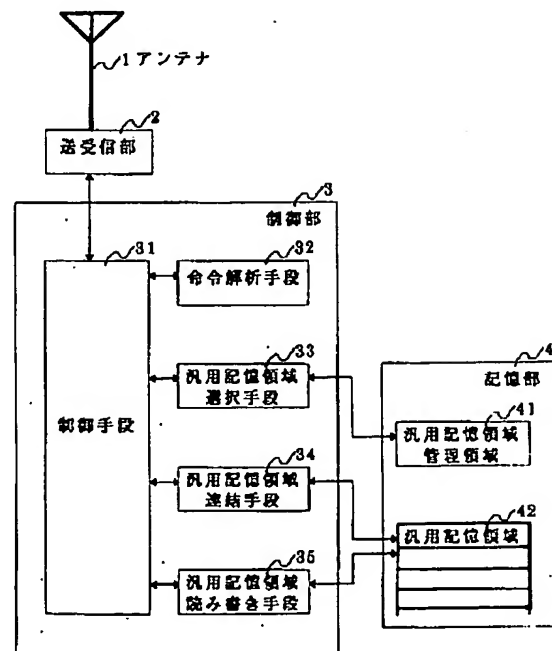 1 アンテナ
2
送受信部
3
制御部
31
制御手段
32
命令解析手段
33
汎用記憶領域
選択手段
34
汎用記憶領域
連結手段
35
汎用記憶領域
読み書き手段
4
記憶部
41
汎用記憶領域
管理領域
42
汎用記憶領域